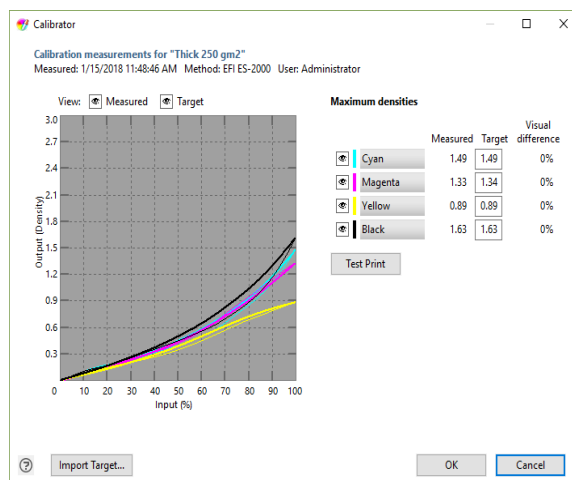 Calibrator
Calibration measurements for "Thick 250 gm2"
Measured: 1/15/2018 11:48:46 AM Method: EFI ES-2000 User: Administrator
View: Measured Target
Maximum densities
Visual
Measured Target difference
Cyan 1.49 1.49 0%
Magenta 1.33 1.34 0%
Yellow 0.89 0.89 0%
Black 1.63 1.63 0%
Test Print
Output (Density)
3.0
2.7
2.4
2.1
1.8
1.5
1.2
0.9
0.6
0.3
0 10 20 30 40 50 60 70 80 90 100
Input (%)
? Import Target... OK Cancel